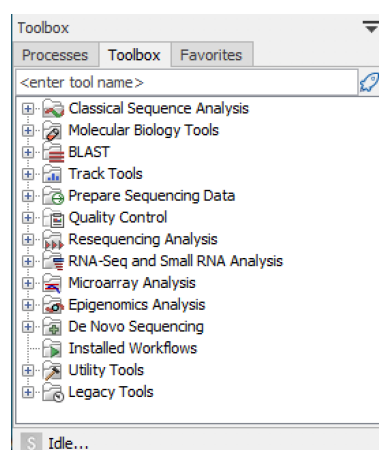 Toolbox
Processes Toolbox Favorites
<enter tool name>
Classical Sequence Analysis
Molecular Biology Tools
BLAST
Track Tools
Prepare Sequencing Data
Quality Control
Resequencing Analysis
RNA-Seq and Small RNA Analysis
Microarray Analysis
Epigenomics Analysis
De Novo Sequencing
Installed Workflows
Utility Tools
Legacy Tools
S Idle...